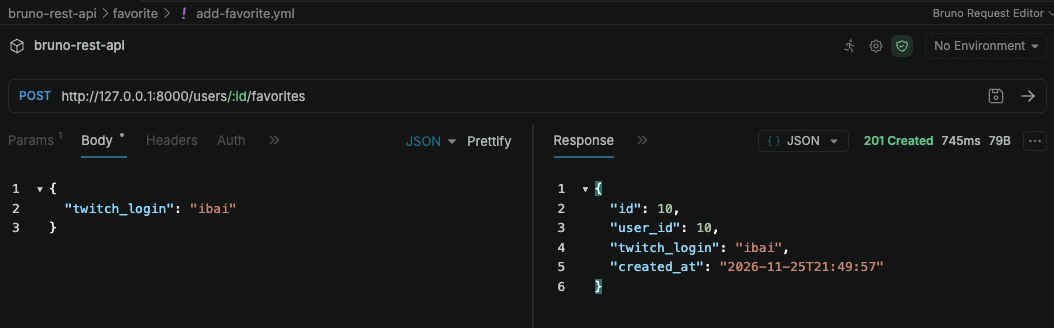 bruno-rest-api > favorite > ! add-favorite.yml
Bruno Request Editor
bruno-rest-api
No Environment
POST http://127.0.0.1:8000/users/:id/favorites
Params 1 Body Headers Auth >> JSON Prettify
1 {
2 "twitch_login": "ibai"
3 }
Response >> { } JSON 201 Created 745ms 79B ...
1 {
2 "id": 10,
3 "user_id": 10,
4 "twitch_login": "ibai",
5 "created_at": "2026-11-25T21:49:57"
6 }